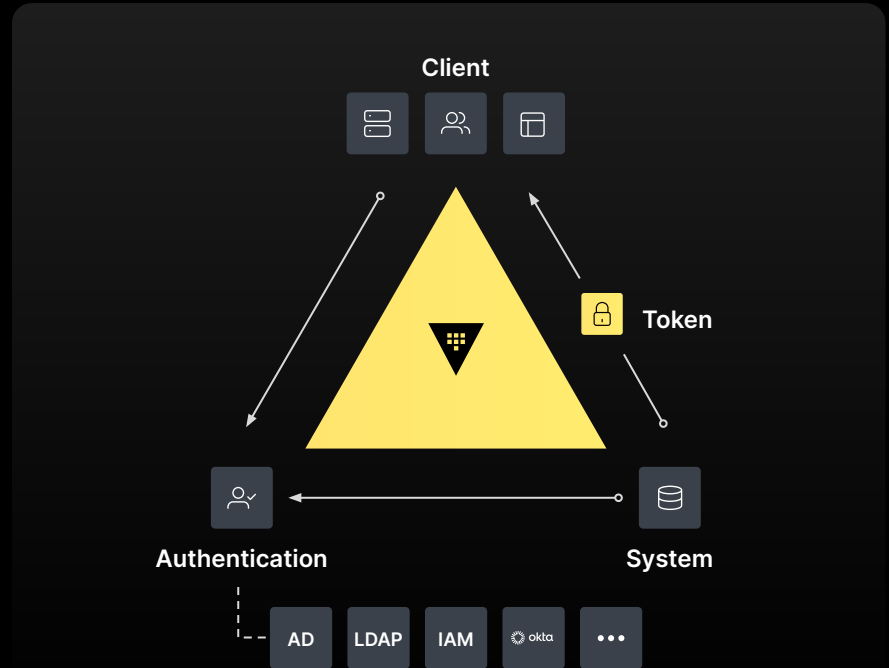 Client
Token
Authentication
System
AD
LDAP
IAM
okta